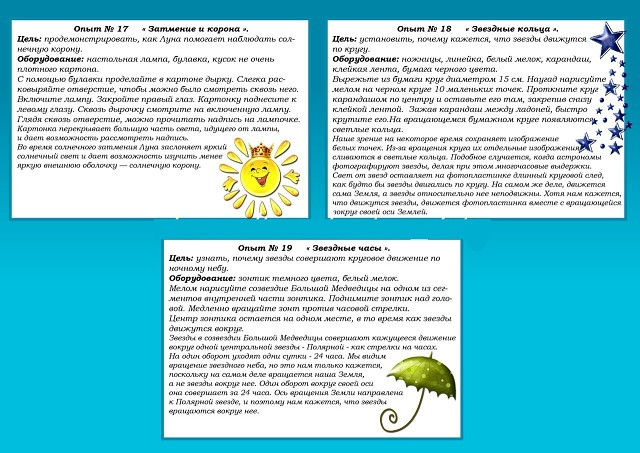 Опыт № 17 « Затмение и корона ».
Цель: продемонстрировать, как Луна помогает наблюдать сол-
нечную корону.
Оборудование: настольная лампа, булавка, кусок не очень
плотного картона.
С помощью булавки проделайте в картоне дырку. Слегка рас-
ковыряйте отверстие, чтобы можно было смотреть сквозь него.
Включите лампу. Закройте правый глаз. Картонку поднесите к
левому глазу. Сквозь дырочку смотрите на включенную лампу.
Глядя сквозь отверстие, можно прочитать надпись на лампочке.
Картонка перекрывает большую часть света, идущего от лампы,
и дает возможность рассмотреть надпись.
Во время солнечного затмения Луна заслоняет яркий
солнечный свет и дает возможность изучить менее
яркую внешнюю оболочку — солнечную корону.
Опыт № 18 « Звездные кольца ».
Цель: установить, почему кажется, что звезды движутся
по кругу.
Оборудование: ножницы, линейка, белый мелок, карандаш,
клейкая лента, бумага черного цвета.
Вырежьте из бумаги круг диаметром 15 см. Наугад нарисуйте
мелом на черном круге 10 маленьких точек. Проткните круг
карандашом по центру и оставьте его там, закрепив снизу
клейкой лентой. Зажав карандаш между ладоней, быстро
крутите его.На вращающемся бумажном круге появляются
светлые кольца.
Наше зрение на некоторое время сохраняет изображение
белых точек. Из-за вращения круга их отдельные изображения
сливаются в светлые кольца. Подобное случается, когда астрономы
фотографируют звезды, делая при этом многочасовые выдержки.
Свет от звезд оставляет на фотопластинке длинный круговой след,
как будто бы звезды двигались по кругу. На самом же деле, движется
сама Земля, а звезды относительно нее неподвижны. Хотя нам кажется,
что движутся звезды, движется фотопластинка вместе с вращающейся
вокруг своей оси Землей.
Опыт № 19 « Звездные часы ».
Цель: узнать, почему звезды совершают круговое движение по
ночному небу.
Оборудование: зонтик темного цвета, белый мелок.
Мелом нарисуйте созвездие Большой Медведицы на одном из сег-
ментов внутренней части зонтика. Поднимите зонтик над голо-
вой. Медленно вращайте зонт против часовой стрелки.
Центр зонтика остается на одном месте, в то время как звезды
движутся вокруг.
Звезды в созвездии Большой Медведицы совершают кажущееся движение
вокруг одной центральной звезды - Полярной - как стрелки на часах.
На один оборот уходят одни сутки - 24 часа. Мы видим
вращение звездного неба, но это нам только кажется,
поскольку на самом деле вращается наша Земля,
а не звезды вокруг нее. Один оборот вокруг своей оси
она совершает за 24 часа. Ось вращения Земли направлена
к Полярной звезде, и поэтому нам кажется, что звезды
вращаются вокруг нее.